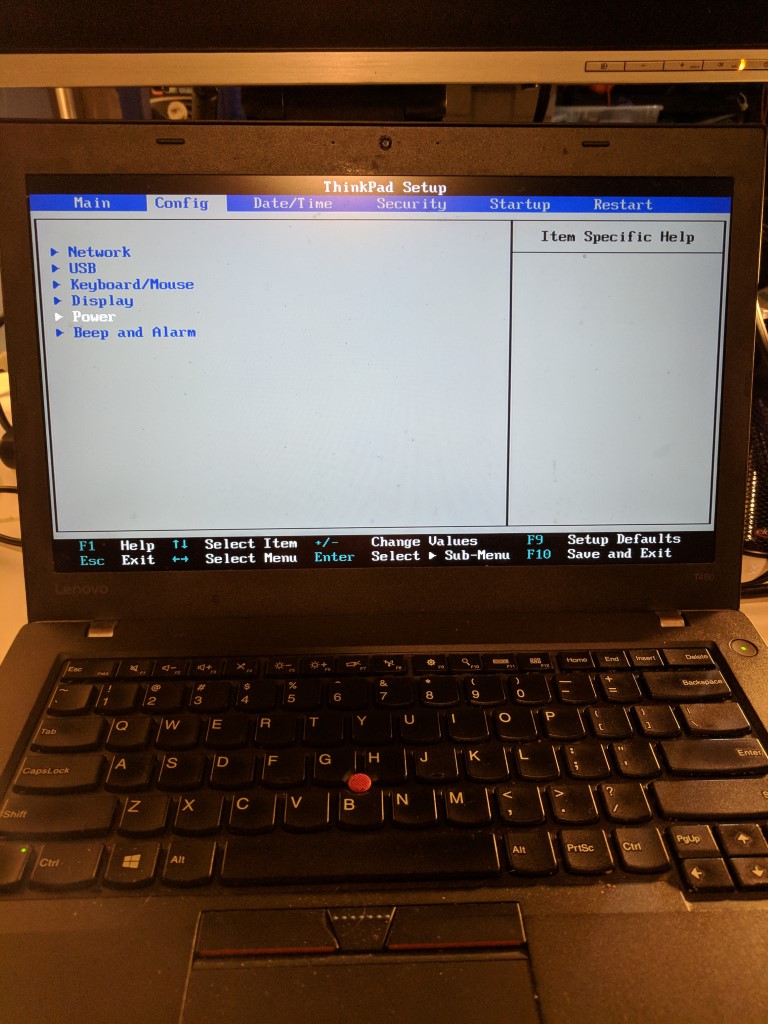 ThinkPad Setup
Main Config Date/Time Security Startup Restart
Item Specific Help
▶ Network
▶ USB
▶ Keyboard/Mouse
▶ Display
▶ Power
▶ Beep and Alarm
F1 Help ↑↓ Select Item +/- Change Values F9 Setup Defaults
Esc Exit ←→ Select Menu Enter Select ▶ Sub-Menu F10 Save and Exit
Lenovo
Esc Home End Insert Delete
~ ! 1 @ 2 # 3 $ 4 % 5 ^ 6 & 7 * 8 ( 9 ) 0 _ - + = Backspace
Tab Q W E R T Y U I O P { [ } ]
CapsLock A S D F G H J K L : ; " ' Enter
Shift Z X C V B N M < , > . ? / S
Ctrl Alt Alt PrtSc Ctrl PgUp